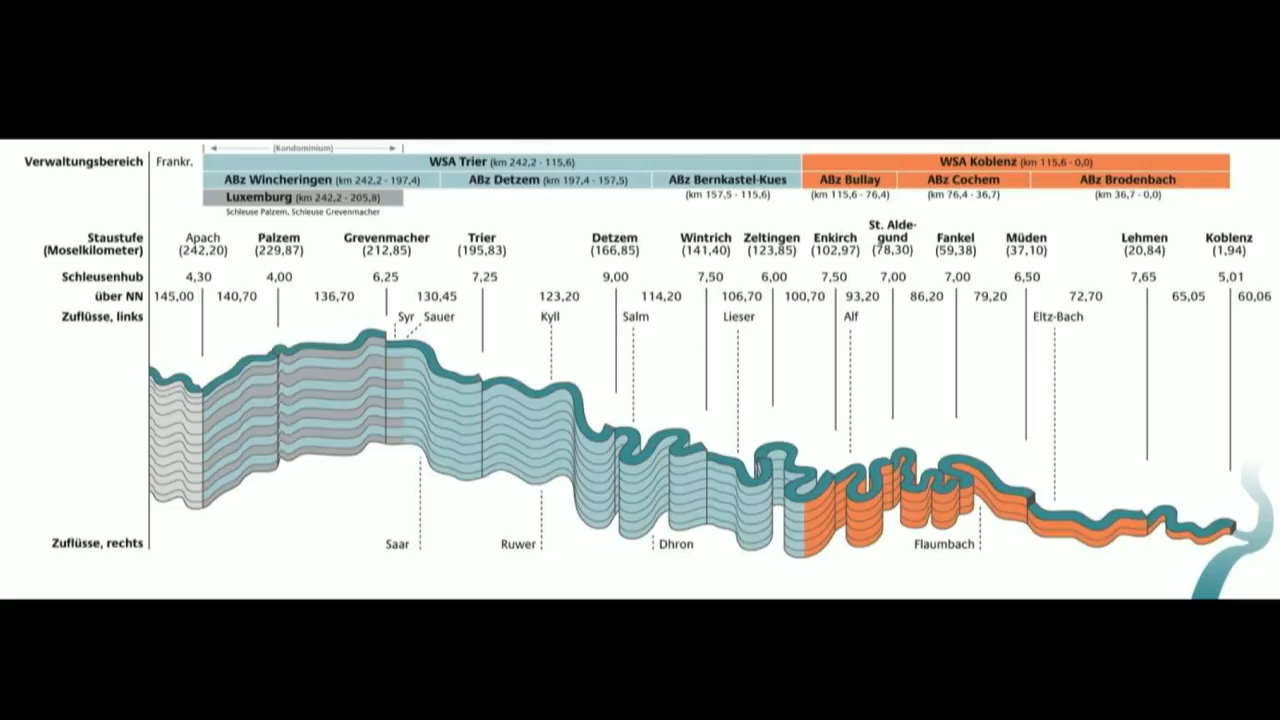 (Kondominium)
Verwaltungsbereich Frankr. WSA Trier (km 242,2 - 115,6) WSA Koblenz (km 115,6 - 0,0)
ABz Wincheringen (km 242,2 - 197,4) ABz Detzem (km 197,4 - 157,5) ABz Bernkastel-Kues ABz Bullay ABz Cochem ABz Brodenbach
Luxemburg (km 242,2 - 205,8) (km 157,5 - 115,6) (km 115,6 - 76,4) (km 76,4 - 36,7) (km 36,7 - 0,0)
Schleuse Palzem, Schleuse Grevenmacher
St. Alde-
Staustufe Apach Palzem Grevenmacher Trier Detzem Wintrich Zeltingen Enkirch gund Fankel Müden Lehmen Koblenz
(Moselkilometer) (242,20) (229,87) (212,85) (195,83) (166,85) (141,40) (123,85) (102,97) (78,30) (59,38) (37,10) (20,84) (1,94)
Schleusenhub 4,30 4,00 6,25 7,25 9,00 7,50 6,00 7,50 7,00 7,00 6,50 7,65 5,01
über NN 145,00 140,70 136,70 130,45 123,20 114,20 106,70 100,70 93,20 86,20 79,20 72,70 65,05 60,06
Zuflüsse, links Syr Sauer Kyll Salm Lieser Alf Eltz-Bach
Zuflüsse, rechts Saar Ruwer Dhron Flaumbach